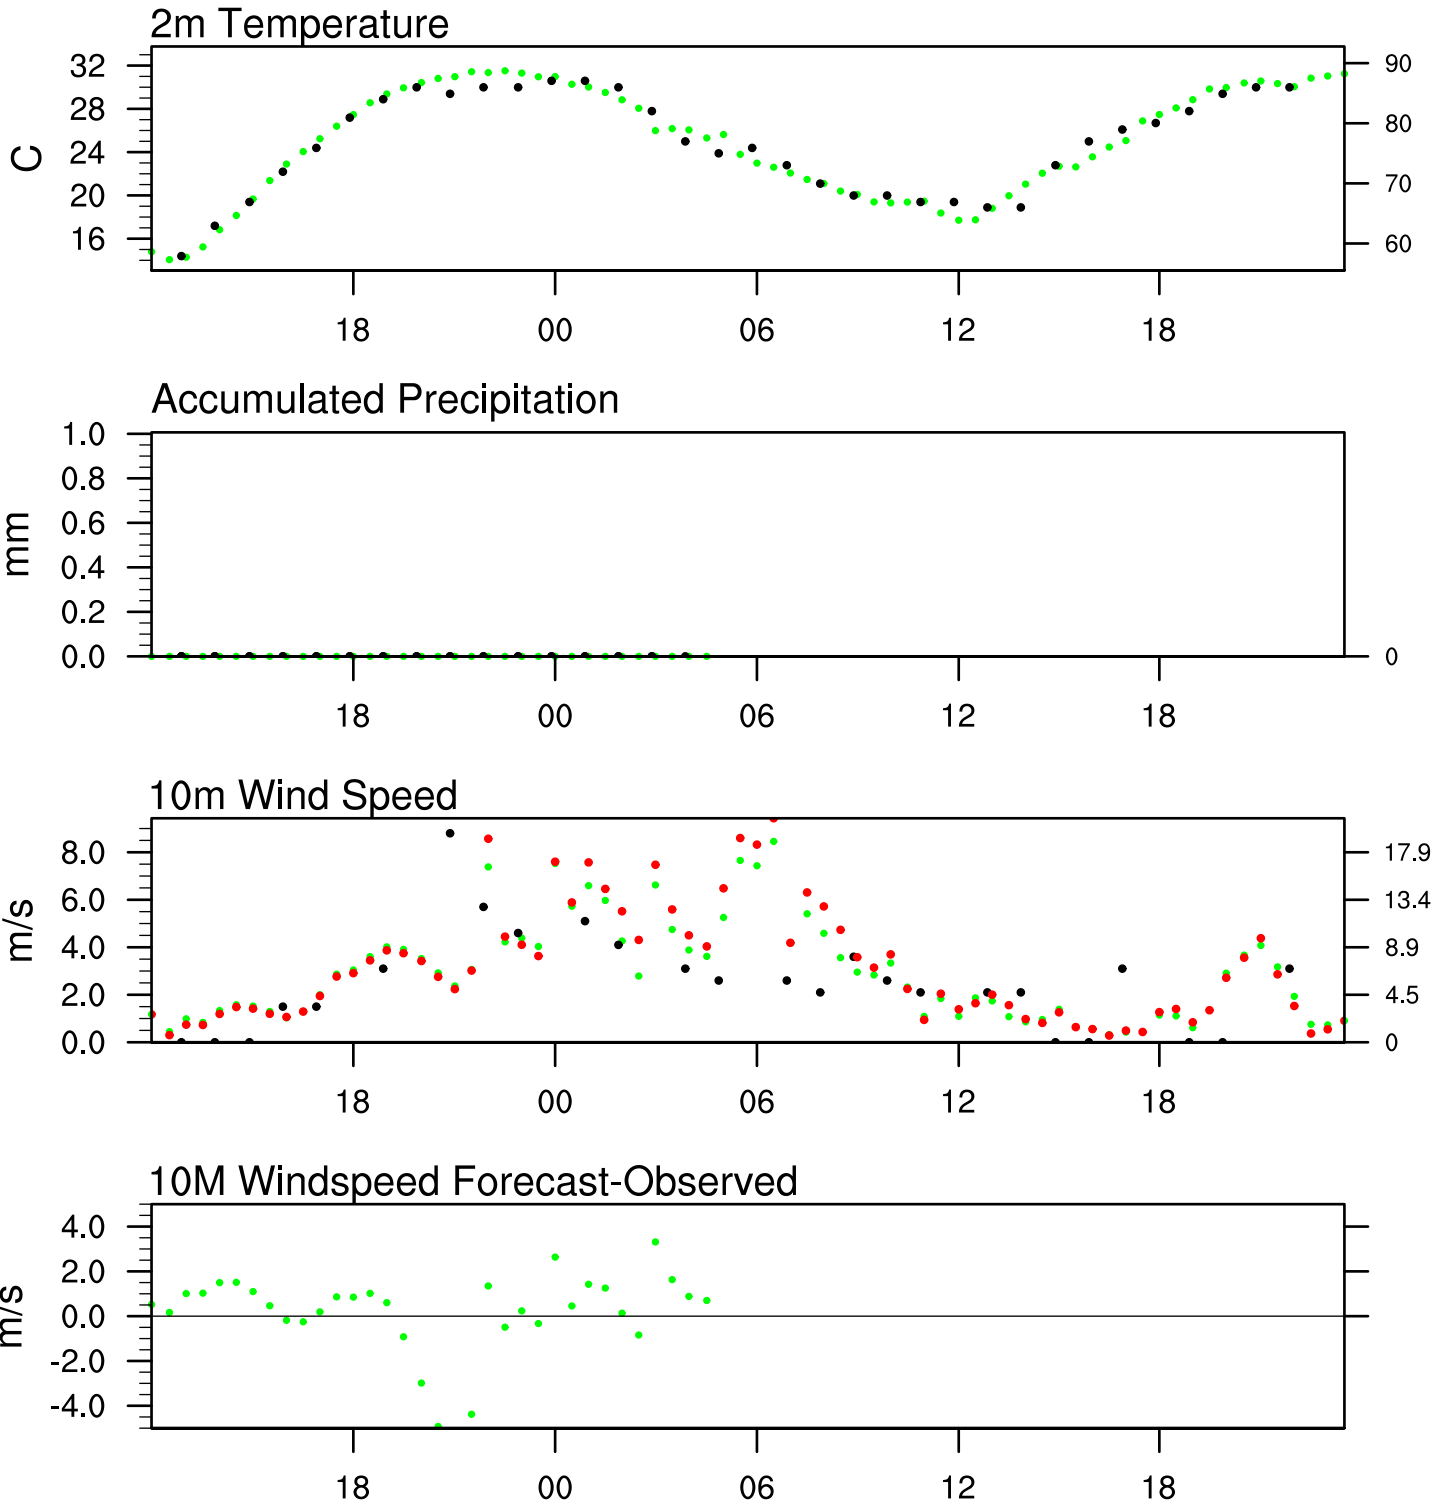 2m Temperature
32
28
24
20
16
C
90
80
70
60
18 00 06 12 18
Accumulated Precipitation
1.0
0.8
0.6
0.4
0.2
0.0
mm
0
18 00 06 12 18
10m Wind Speed
8.0
6.0
4.0
2.0
0.0
m/s
17.9
13.4
8.9
4.5
0
18 00 06 12 18
10M Windspeed Forecast-Observed
4.0
2.0
0.0
-2.0
-4.0
m/s
18 00 06 12 18